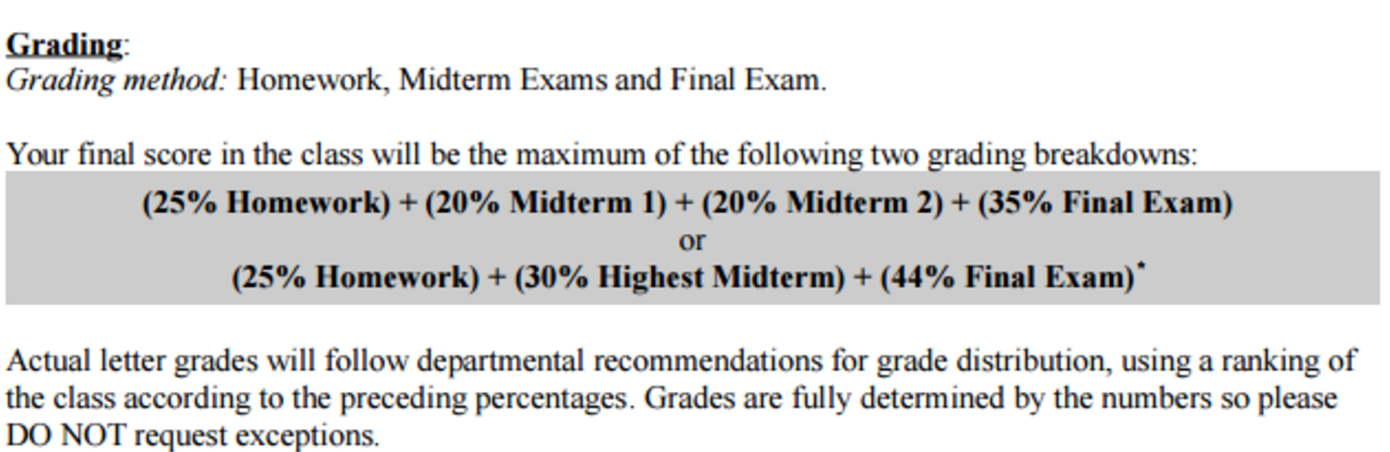 Grading:
Grading method: Homework, Midterm Exams and Final Exam.
Your final score in the class will be the maximum of the following two grading breakdowns:
(25% Homework) + (20% Midterm 1) + (20% Midterm 2) + (35% Final Exam)
or
(25% Homework) + (30% Highest Midterm) + (44% Final Exam)*
Actual letter grades will follow departmental recommendations for grade distribution, using a ranking of
the class according to the preceding percentages. Grades are fully determined by the numbers so please
DO NOT request exceptions.